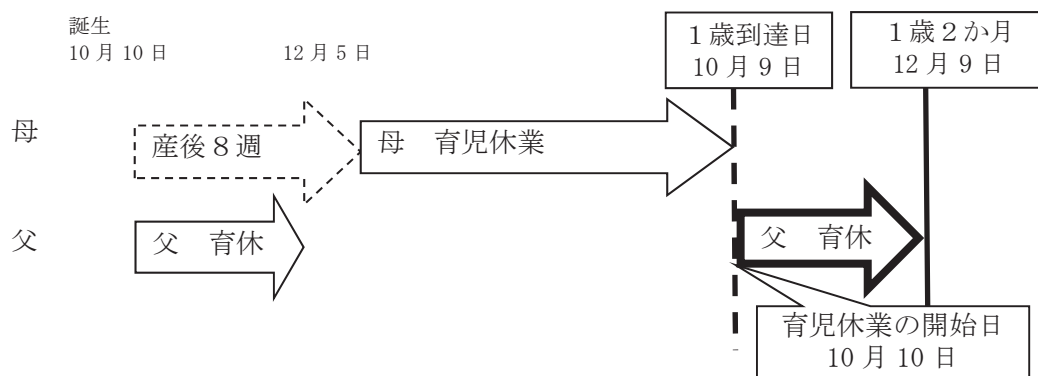 誕生
10月10日
12月5日
1歳到達日
10月9日
1歳2か月
12月9日
母
産後8週
母 育児休業
父
父 育休
父 育休
育児休業の開始日
10月10日